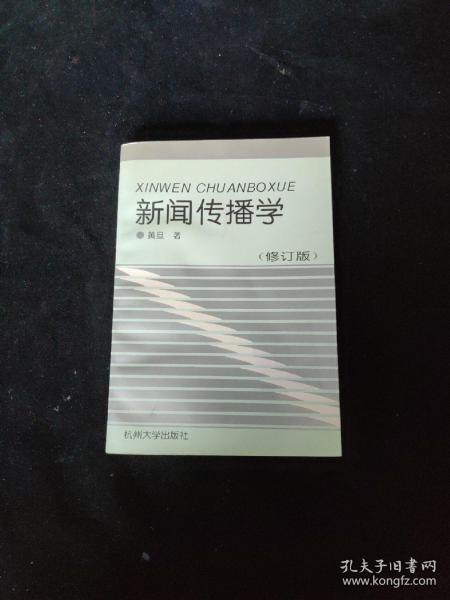 XINWEN CHUANBOXUE
新闻传播学
黄旦 著
（修订版）
杭州大学出版社
孔夫子旧书网
www.kongfz.com